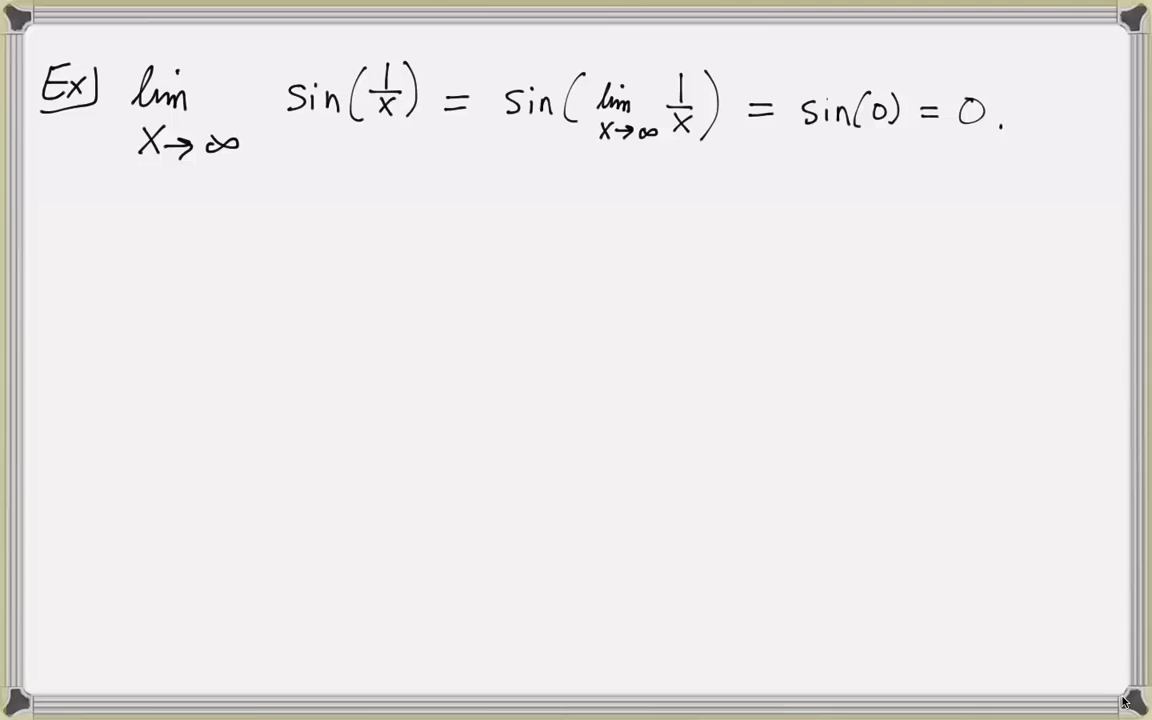 Ex) lim sin(1/x) = sin(lim 1/x) = sin(0) = 0.
x→∞ x→∞